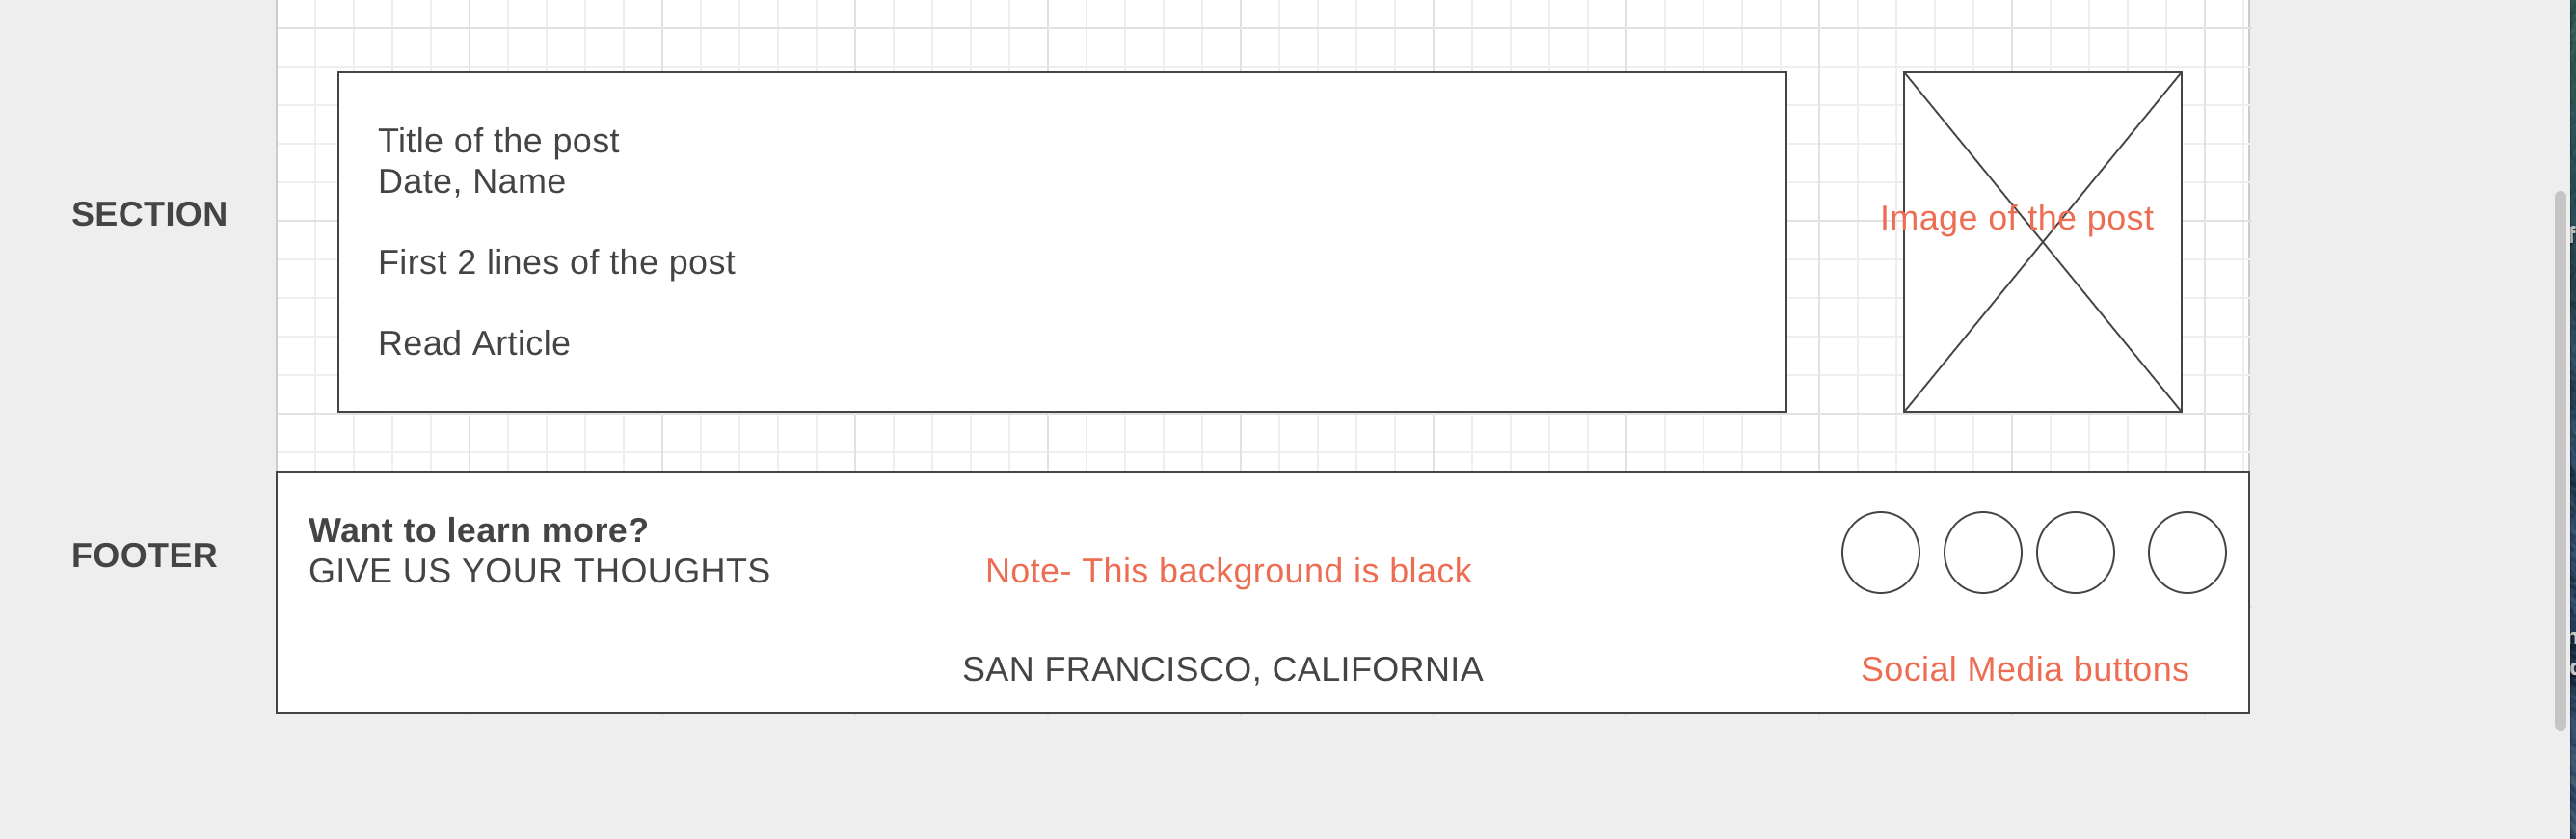 SECTION
Title of the post
Date, Name
First 2 lines of the post
Read Article
Image of the post
FOOTER
Want to learn more?
GIVE US YOUR THOUGHTS
Note- This background is black
SAN FRANCISCO, CALIFORNIA
Social Media buttons